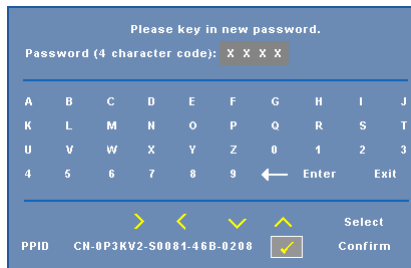 Please key in new password.
Password (4 character code): X X X X
A B C D E F G H I J
K L M N O P Q R S T
U V W X Y Z 0 1 2 3
4 5 6 7 8 9 ← Enter Exit
Select
PPID CN-0P3KV2-S0081-46B-0208 Confirm